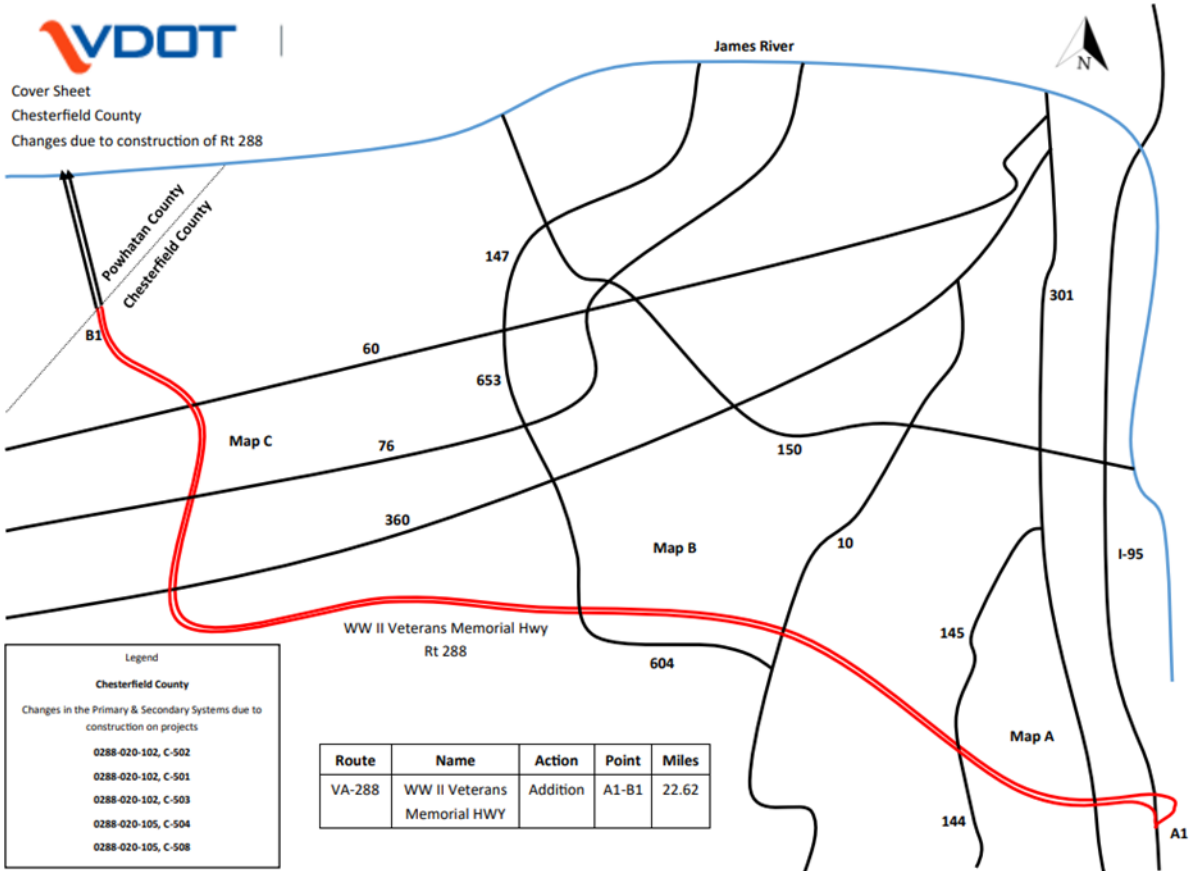 VDOT
Cover Sheet
Chesterfield County
Changes due to construction of Rt 288
James River
N
Powhatan County
Chesterfield County
B1
147
301
60
653
Map C
76
150
360
Map B
10
I-95
WW II Veterans Memorial Hwy
Rt 288
604
145
Map A
144
A1
Legend
Chesterfield County
Changes in the Primary & Secondary Systems due to
construction on projects
0288-020-102, C-502
0288-020-102, C-501
0288-020-102, C-503
0288-020-105, C-504
0288-020-105, C-508
Route Name Action Point Miles
VA-288 WW II Veterans Addition A1-B1 22.62
Memorial HWY